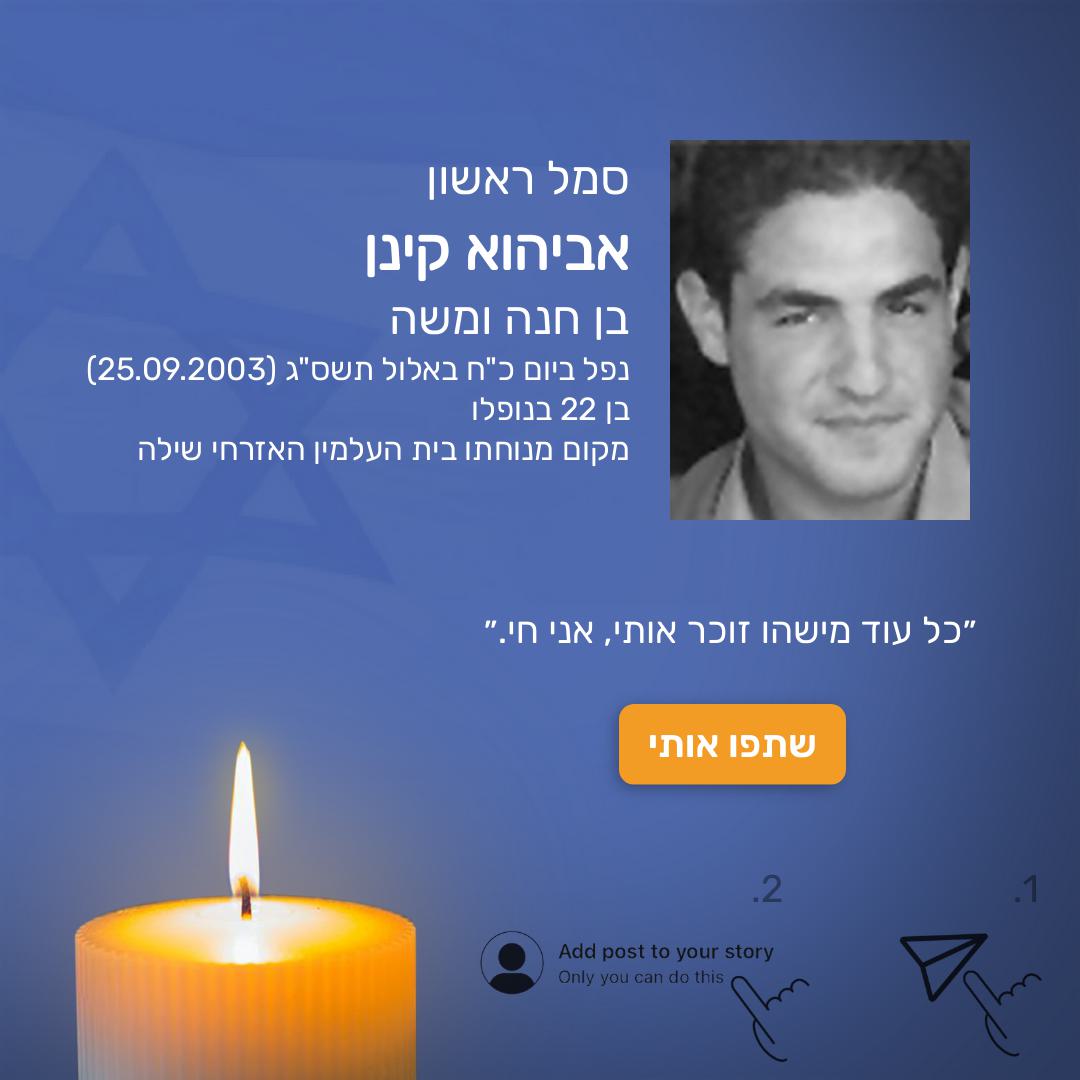 סמל ראשון
אביהוא קינן
בן חנה ומשה
נפל ביום כ"ח באלול תשס"ג (25.09.2003)
בן 22 בנופלו
מקום מנוחתו בית העלמין האזרחי שילה
״כל עוד מישהו זוכר אותי, אני חי.״
שתפו אותי
.1
.2
Add post to your story
Only you can do this